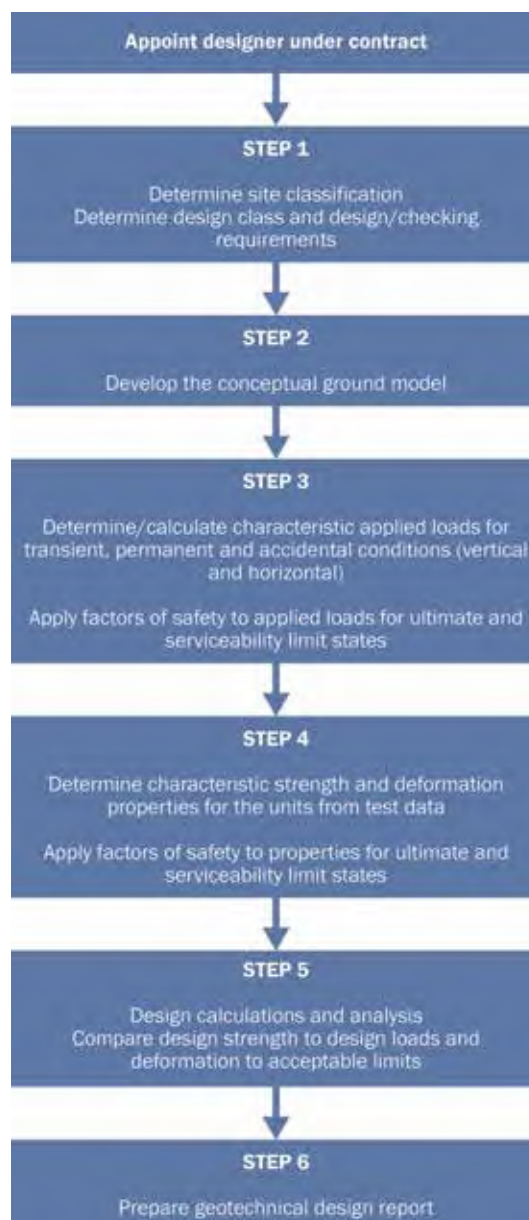 Appoint designer under contract
STEP 1
Determine site classification
Determine design class and design/checking
requirements
STEP 2
Develop the conceptual ground model
STEP 3
Determine/calculate characteristic applied loads for
transient, permanent and accidental conditions (vertical
and horizontal)
Apply factors of safety to applied loads for ultimate and
serviceability limit states
STEP 4
Determine characteristic strength and deformation
properties for the units from test data
Apply factors of safety to properties for ultimate and
serviceability limit states
STEP 5
Design calculations and analysis
Compare design strength to design loads and
deformation to acceptable limits
STEP 6
Prepare geotechnical design report